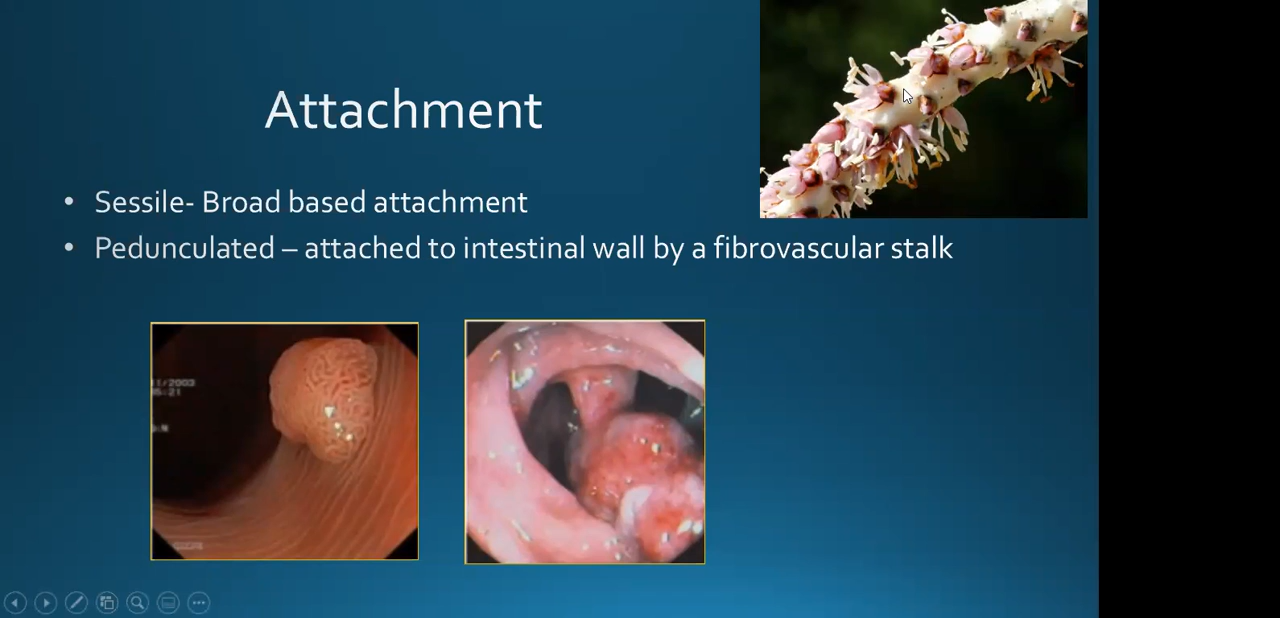 Attachment
• Sessile- Broad based attachment
• Pedunculated – attached to intestinal wall by a fibrovascular stalk